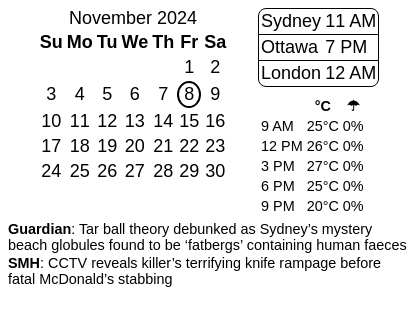 November 2024
Su Mo Tu We Th Fr Sa
1 2
3 4 5 6 7 8 9
10 11 12 13 14 15 16
17 18 19 20 21 22 23
24 25 26 27 28 29 30
Sydney 11 AM
Ottawa 7 PM
London 12 AM
°C ☂
9 AM 25°C 0%
12 PM 26°C 0%
3 PM 27°C 0%
6 PM 25°C 0%
9 PM 20°C 0%
Guardian: Tar ball theory debunked as Sydney’s mystery
beach globules found to be ‘fatbergs’ containing human faeces
SMH: CCTV reveals killer’s terrifying knife rampage before
fatal McDonald’s stabbing